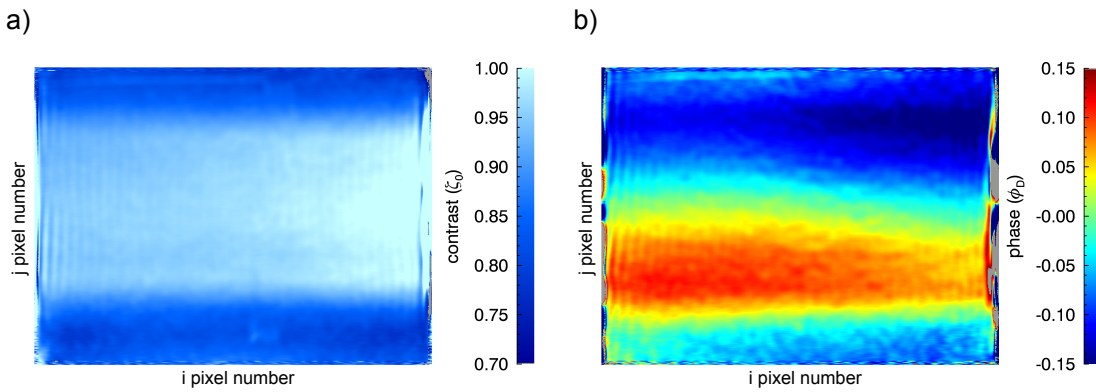 a)
b)
j pixel number
i pixel number
1.00
0.95
0.90
0.85
0.80
0.75
0.70
contrast (ζ₀)
j pixel number
i pixel number
0.15
0.10
0.05
-0.00
-0.05
-0.10
-0.15
phase (ϕ_D)